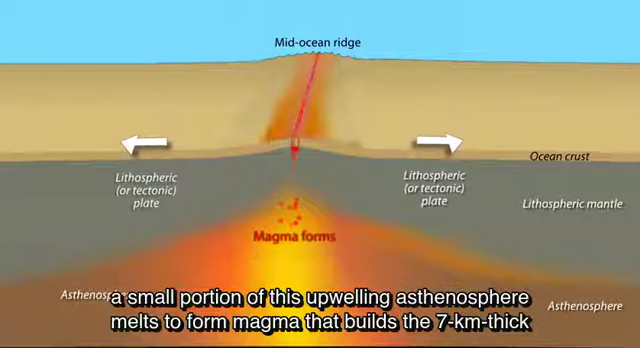 Mid-ocean ridge
Ocean crust
Lithospheric
(or tectonic)
plate
Lithospheric
(or tectonic)
plate
Lithospheric mantle
Magma forms
Asthenosphere
a small portion of this upwelling asthenosphere
melts to form magma that builds the 7-km-thick